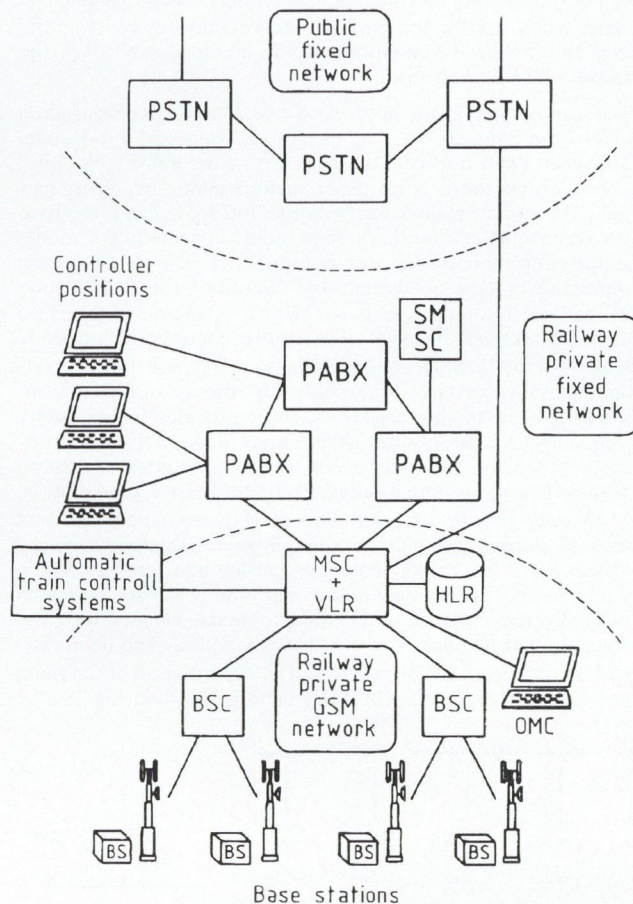 Public
fixed
network
PSTN
PSTN
PSTN
Controller
positions
SM
SC
Railway
private
fixed
network
PABX
PABX
PABX
Automatic
train controll
systems
MSC
+
VLR
HLR
Railway
private
GSM
network
BSC
BSC
OMC
BS
BS
BS
BS
Base stations